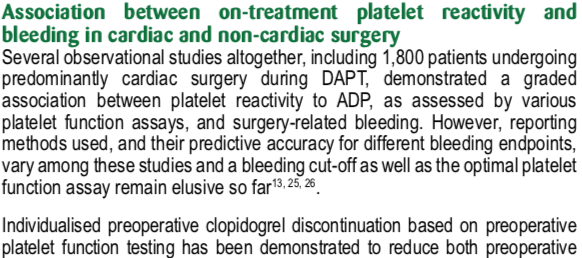 Association between on-treatment platelet reactivity and
bleeding in cardiac and non-cardiac surgery
Several observational studies altogether, including 1,800 patients undergoing
predominantly cardiac surgery during DAPT, demonstrated a graded
association between platelet reactivity to ADP, as assessed by various
platelet function assays, and surgery-related bleeding. However, reporting
methods used, and their predictive accuracy for different bleeding endpoints,
vary among these studies and a bleeding cut-off as well as the optimal platelet
function assay remain elusive so far13, 25, 26.
Individualised preoperative clopidogrel discontinuation based on preoperative
platelet function testing has been demonstrated to reduce both preoperative